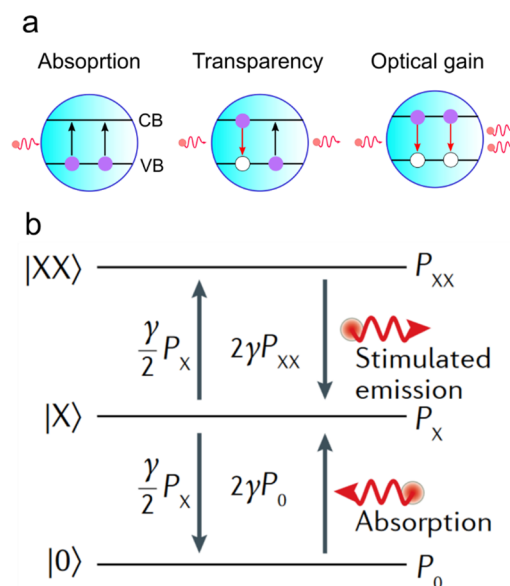 a
Absoprtion Transparency Optical gain
CB
VB
b
|XX⟩ P_XX
γ/2 P_X 2γP_XX Stimulated
emission
|X⟩ P_X
γ/2 P_X 2γP_0 Absorption
|0⟩ P_0